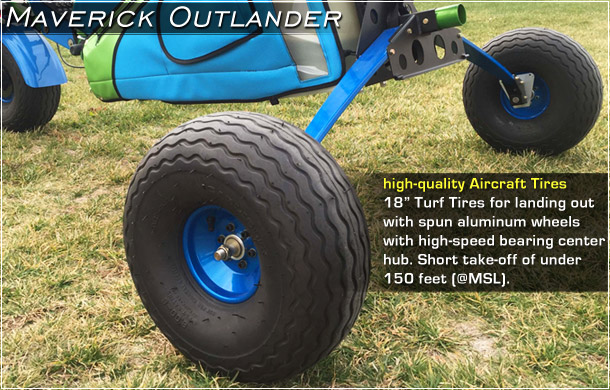 Maverick Outlander
high-quality Aircraft Tires
18” Turf Tires for landing out
with spun aluminum wheels
with high-speed bearing center
hub. Short take-off of under
150 feet (@MSL).